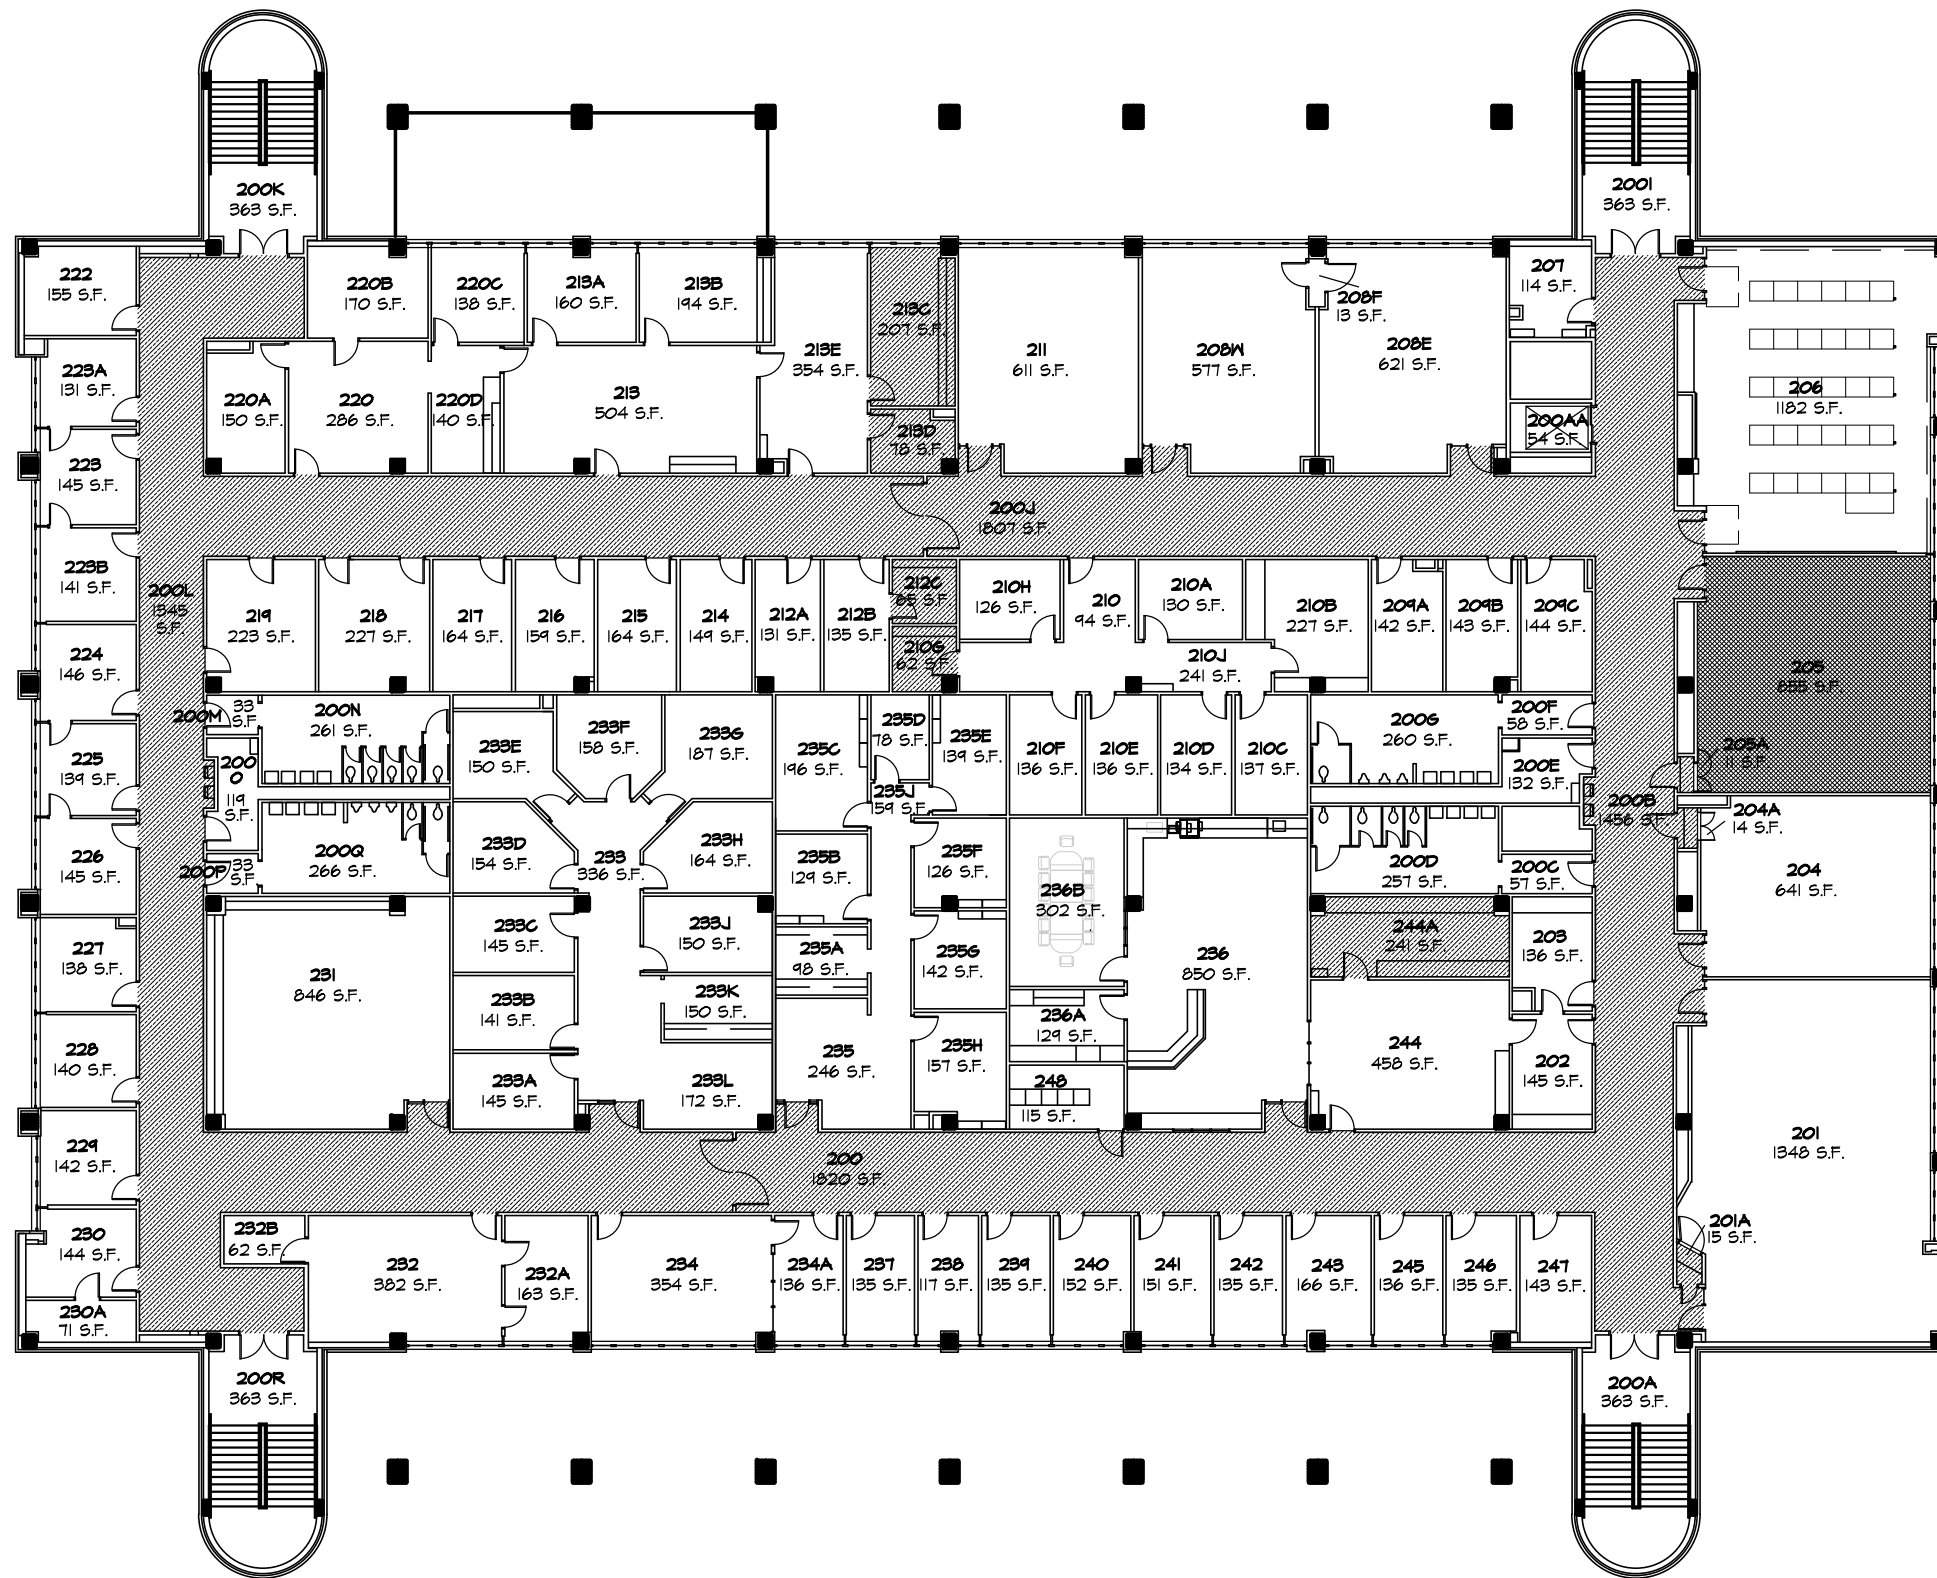 200K
363 S.F.
200I
363 S.F.
222
155 S.F.
220B
170 S.F.
220C
138 S.F.
213A
160 S.F.
213B
194 S.F.
213C
207 S.F.
207
114 S.F.
208F
13 S.F.
223A
131 S.F.
220A
150 S.F.
220
286 S.F.
220D
140 S.F.
213
504 S.F.
213E
354 S.F.
211
611 S.F.
208W
577 S.F.
208E
621 S.F.
206
1182 S.F.
213D
78 S.F.
200AA
54 S.F.
223
145 S.F.
200J
1807 S.F.
223B
141 S.F.
200L
1345
S.F.
219
223 S.F.
218
227 S.F.
217
164 S.F.
216
159 S.F.
215
164 S.F.
214
149 S.F.
212A
131 S.F.
212B
135 S.F.
212C
65 S.F.
210G
62 S.F.
210H
126 S.F.
210
94 S.F.
210A
130 S.F.
210J
241 S.F.
210B
227 S.F.
209A
142 S.F.
209B
143 S.F.
209C
144 S.F.
205
855 S.F.
224
146 S.F.
200M
33
S.F.
200N
261 S.F.
233E
150 S.F.
233F
158 S.F.
233G
187 S.F.
235C
196 S.F.
235D
78 S.F.
235E
139 S.F.
235J
159 S.F.
210F
136 S.F.
210E
136 S.F.
210D
134 S.F.
210C
137 S.F.
200G
260 S.F.
200F
58 S.F.
200E
132 S.F.
200B
1456 S.F.
205A
11 S.F.
225
139 S.F.
200
O
119
S.F.
204A
14 S.F.
226
145 S.F.
200P
33
S.F.
200Q
266 S.F.
233D
154 S.F.
233
336 S.F.
233H
164 S.F.
235B
129 S.F.
235F
126 S.F.
236B
302 S.F.
200D
257 S.F.
200C
57 S.F.
204
641 S.F.
227
138 S.F.
231
846 S.F.
233C
145 S.F.
233J
150 S.F.
235A
98 S.F.
235G
142 S.F.
236
850 S.F.
244A
241 S.F.
203
136 S.F.
233B
141 S.F.
233K
150 S.F.
236A
129 S.F.
228
140 S.F.
233A
145 S.F.
233L
172 S.F.
235
246 S.F.
235H
157 S.F.
248
115 S.F.
244
458 S.F.
202
145 S.F.
229
142 S.F.
200
1820 S.F.
201
1348 S.F.
201A
15 S.F.
230
144 S.F.
232B
62 S.F.
232
382 S.F.
232A
163 S.F.
234
354 S.F.
234A
136 S.F.
237
135 S.F.
238
117 S.F.
239
135 S.F.
240
152 S.F.
241
151 S.F.
242
135 S.F.
243
166 S.F.
245
136 S.F.
246
135 S.F.
247
143 S.F.
230A
71 S.F.
200R
363 S.F.
200A
363 S.F.